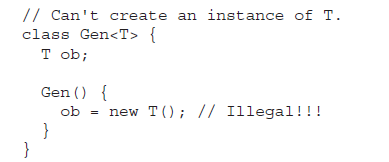 // Can't create an instance of T.
class Gen<T> {
  T ob;

  Gen() {
    ob = new T(); // Illegal!!!
  }
}